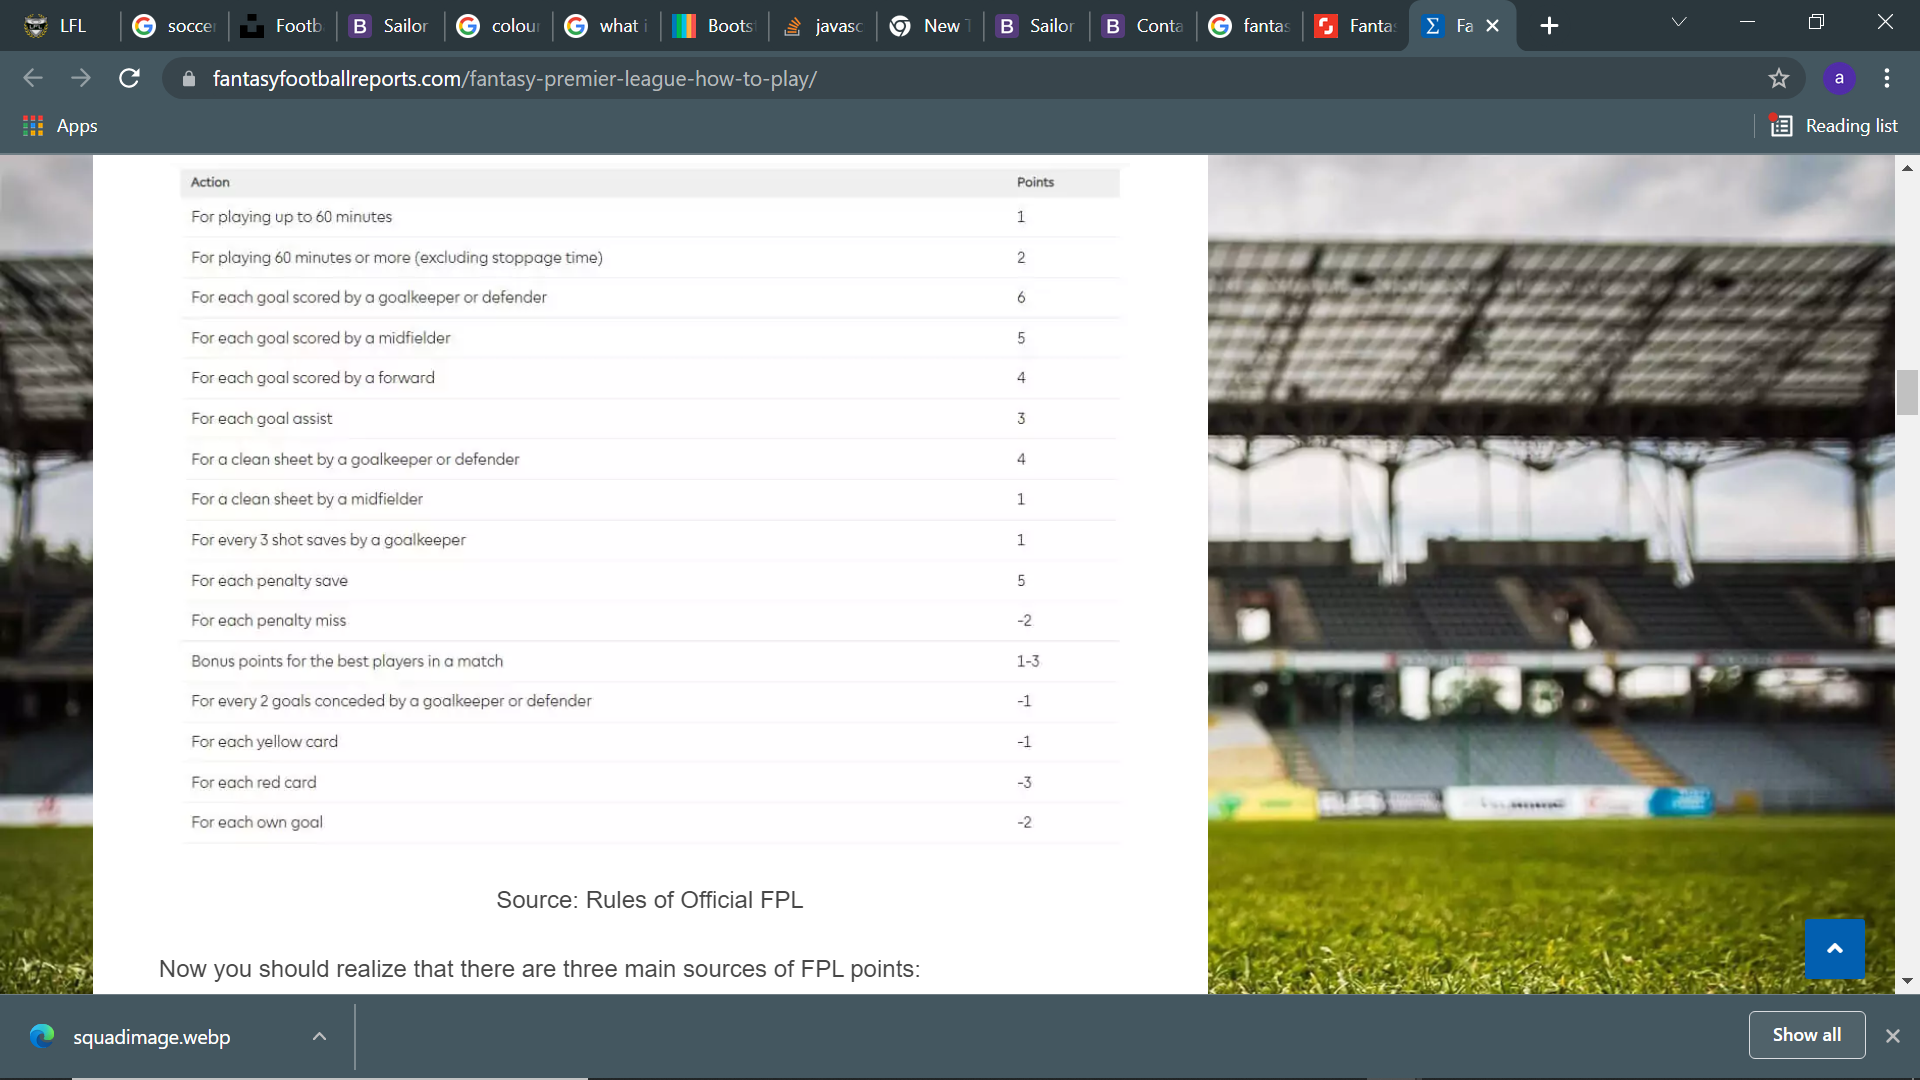 LFL
socce
Footb
Sailor
colou
what i
Boots
javasc
New T
Sailor
Conta
fantas
Fantas
Fa
fantasyfootballreports.com/fantasy-premier-league-how-to-play/
a
Apps
Reading list
Action Points
For playing up to 60 minutes 1
For playing 60 minutes or more (excluding stoppage time) 2
For each goal scored by a goalkeeper or defender 6
For each goal scored by a midfielder 5
For each goal scored by a forward 4
For each goal assist 3
For a clean sheet by a goalkeeper or defender 4
For a clean sheet by a midfielder 1
For every 3 shot saves by a goalkeeper 1
For each penalty save 5
For each penalty miss -2
Bonus points for the best players in a match 1-3
For every 2 goals conceded by a goalkeeper or defender -1
For each yellow card -1
For each red card -3
For each own goal -2
Source: Rules of Official FPL
Now you should realize that there are three main sources of FPL points:
squadimage.webp
Show all